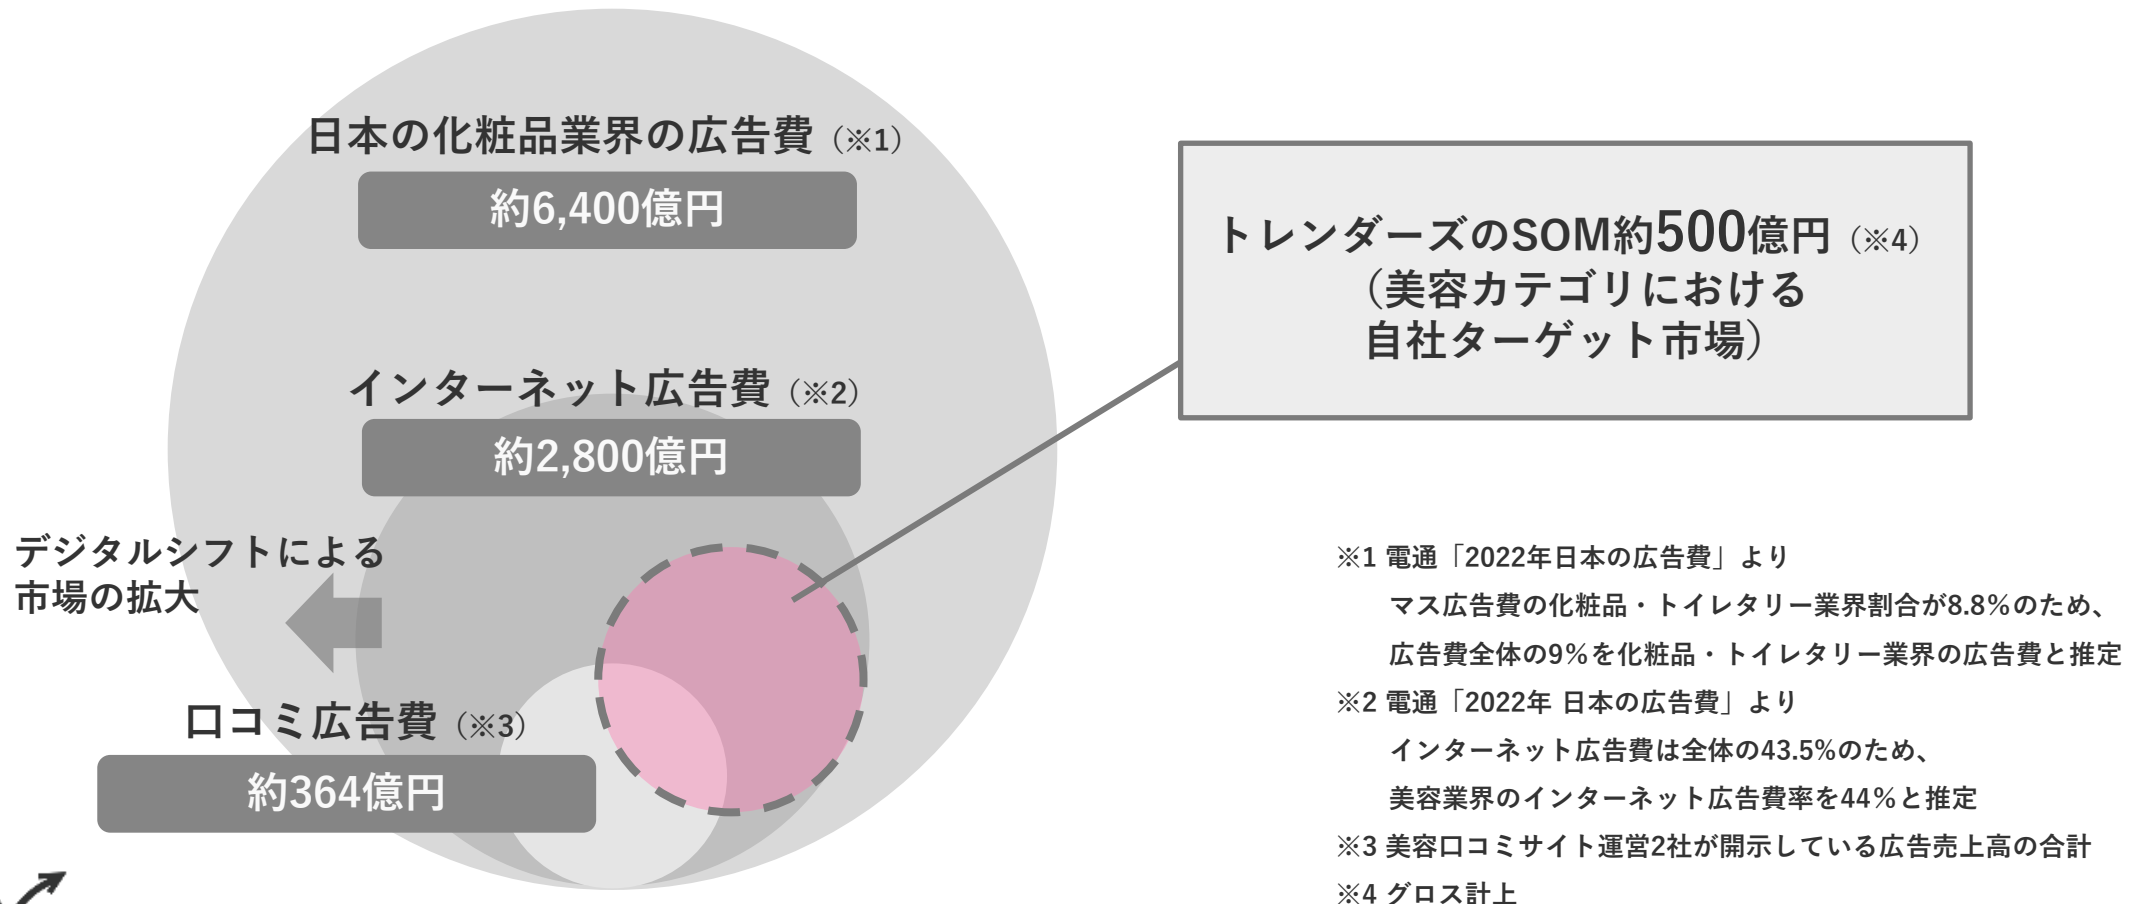 日本の化粧品業界の広告費（※1）
約6,400億円
インターネット広告費（※2）
約2,800億円
デジタルシフトによる
市場の拡大
口コミ広告費（※3）
約364億円
トレンダーズのSOM約500億円（※4）
（美容カテゴリにおける
自社ターゲット市場）
※1 電通「2022年日本の広告費」より
マス広告費の化粧品・トイレタリー業界割合が8.8%のため、
広告費全体の9%を化粧品・トイレタリー業界の広告費と推定
※2 電通「2022年 日本の広告費」より
インターネット広告費は全体の43.5%のため、
美容業界のインターネット広告費率を44%と推定
※3 美容口コミサイト運営2社が開示している広告売上高の合計
※4 グロス計上